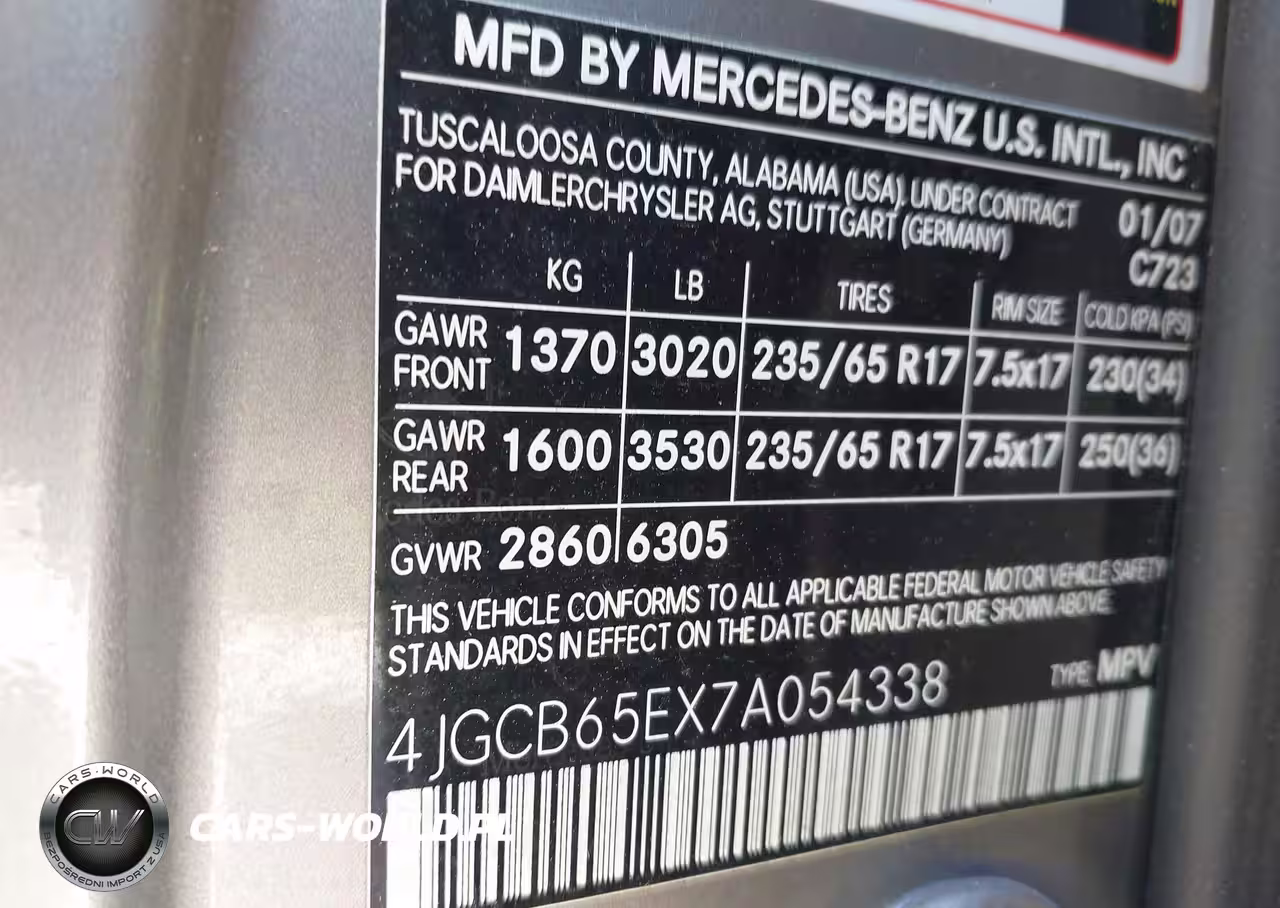 MFD BY MERCEDES-BENZ U.S. INTL., INC
TUSCALOOSA COUNTY, ALABAMA (USA). UNDER CONTRACT
FOR DAIMLERCHRYSLER AG, STUTTGART (GERMANY)
01/07
C723
KG LB TIRES RIM SIZE COLD KPA (PSI)
GAWR FRONT 1370 3020 235/65 R17 7.5x17 230(34)
GAWR REAR 1600 3530 235/65 R17 7.5x17 250(36)
GVWR 2860 6305
THIS VEHICLE CONFORMS TO ALL APPLICABLE FEDERAL MOTOR VEHICLE SAFETY
STANDARDS IN EFFECT ON THE DATE OF MANUFACTURE SHOWN ABOVE.
4JGCB65EX7A054338
TYPE: MPV
CARS-WORLD
CW
BEZPOŚREDNI IMPORT Z USA
CARS-WORLD.PL